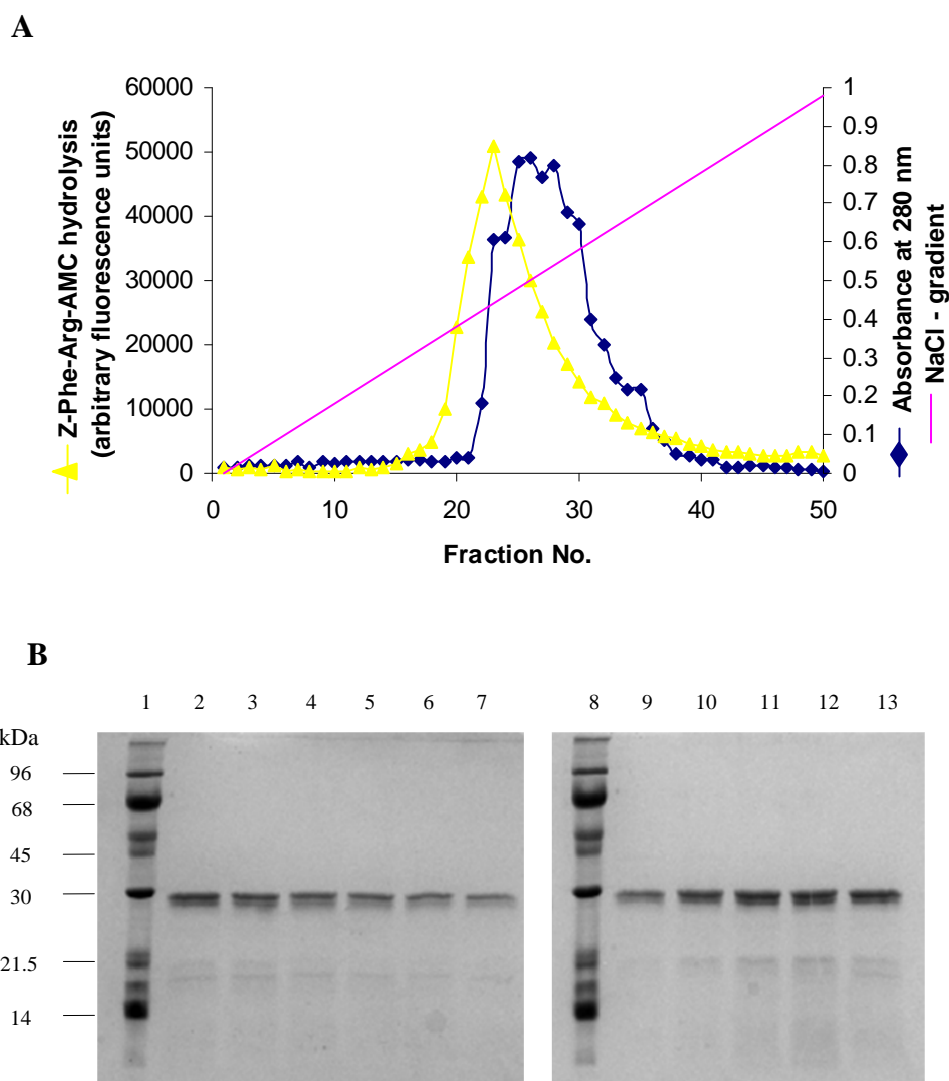 A
Z-Phe-Arg-AMC hydrolysis
(arbitrary fluorescence units)
60000
50000
40000
30000
20000
10000
0
1
0.9
0.8
0.7
0.6
0.5
0.4
0.3
0.2
0.1
0
Absorbance at 280 nm
NaCl - gradient
0 10 20 30 40 50
Fraction No.
B
1 2 3 4 5 6 7 8 9 10 11 12 13
kDa
96
68
45
30
21.5
14